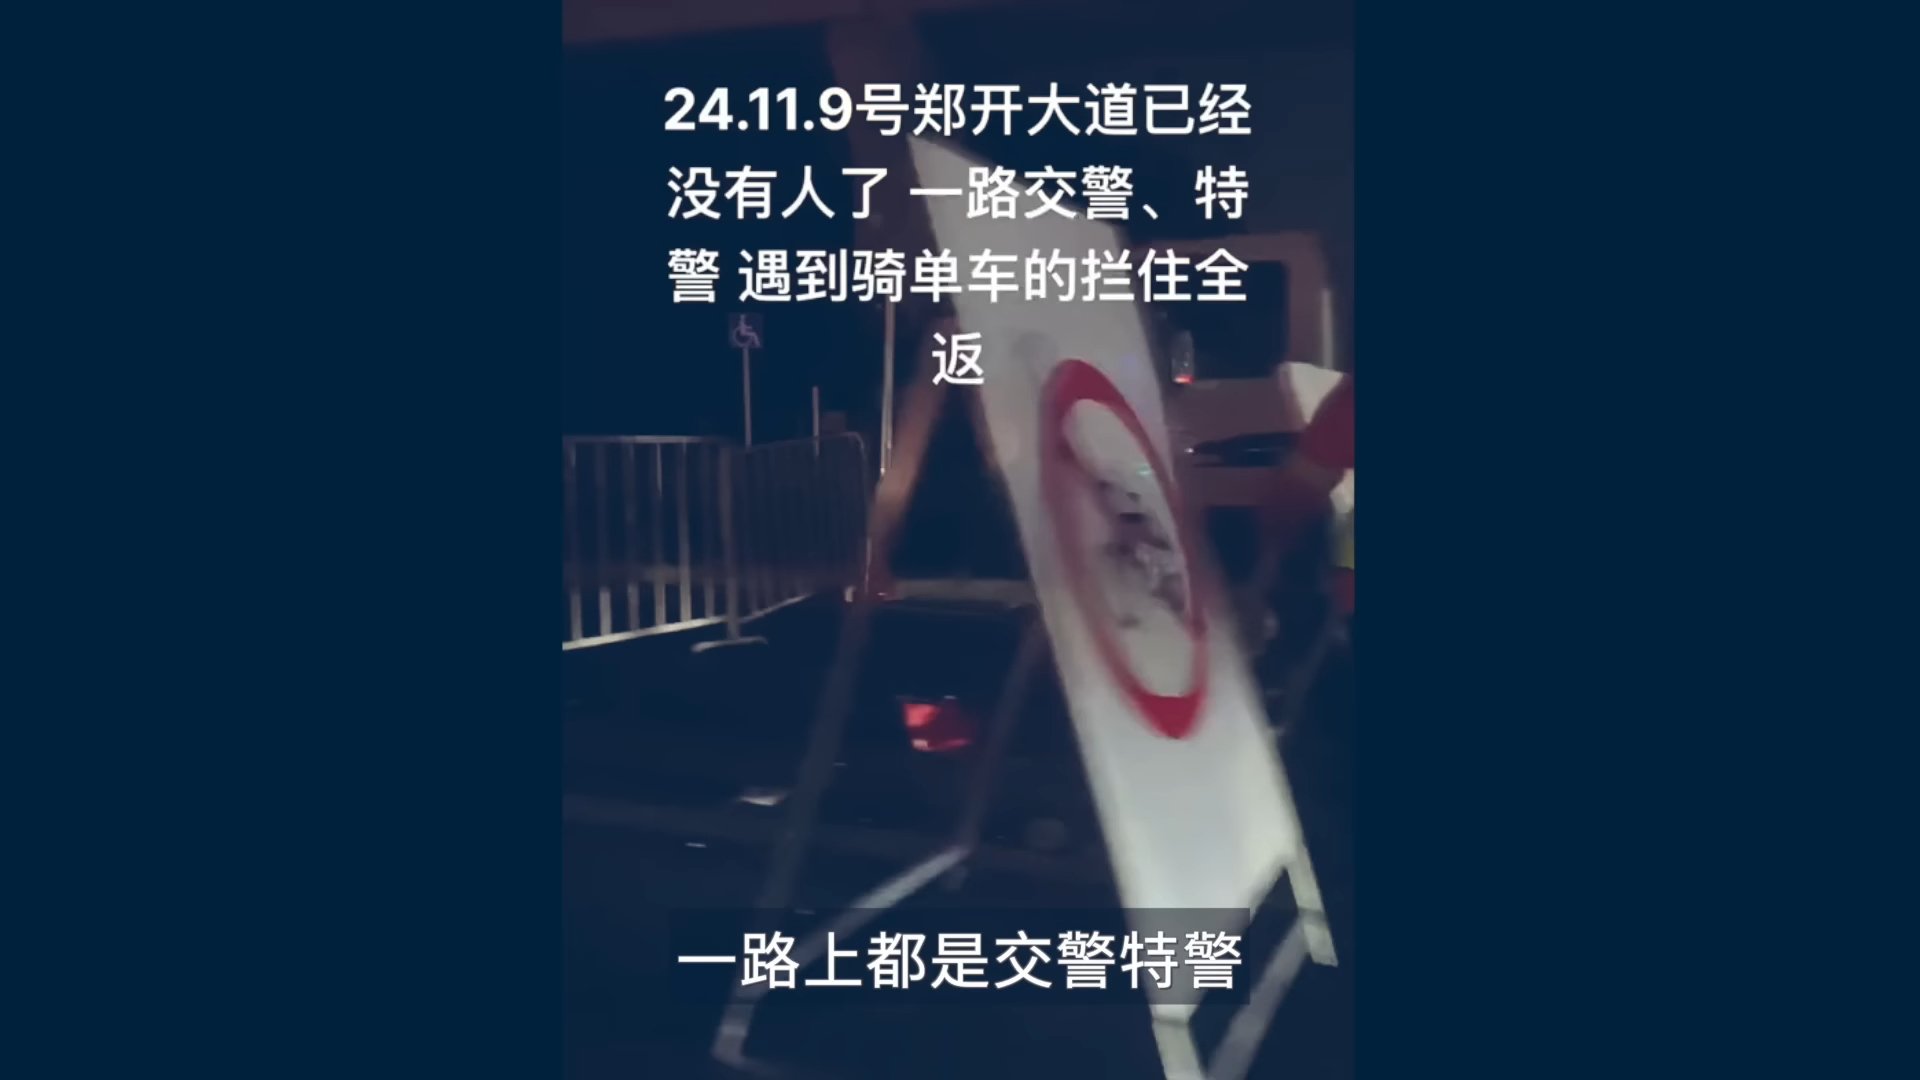 24.11.9号郑开大道已经
没有人了 一路交警、特
警 遇到骑单车的拦住全
返
一路上都是交警特警